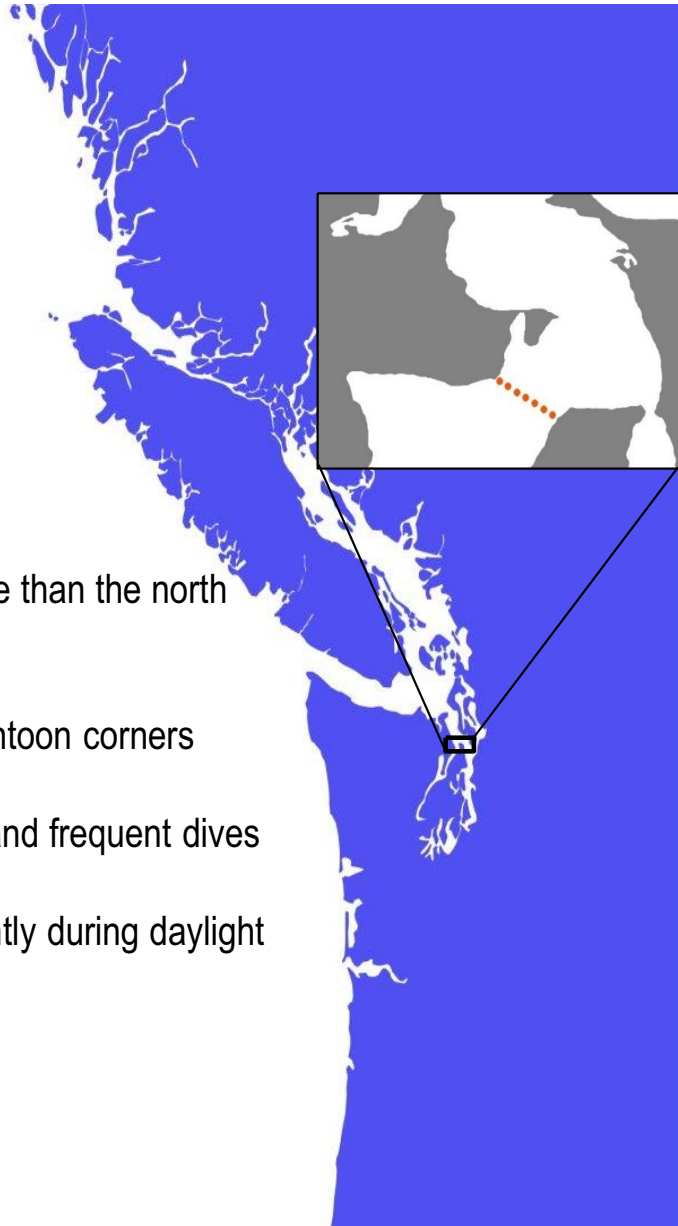 e than the north
ntoon corners
and frequent dives
ntly during daylight